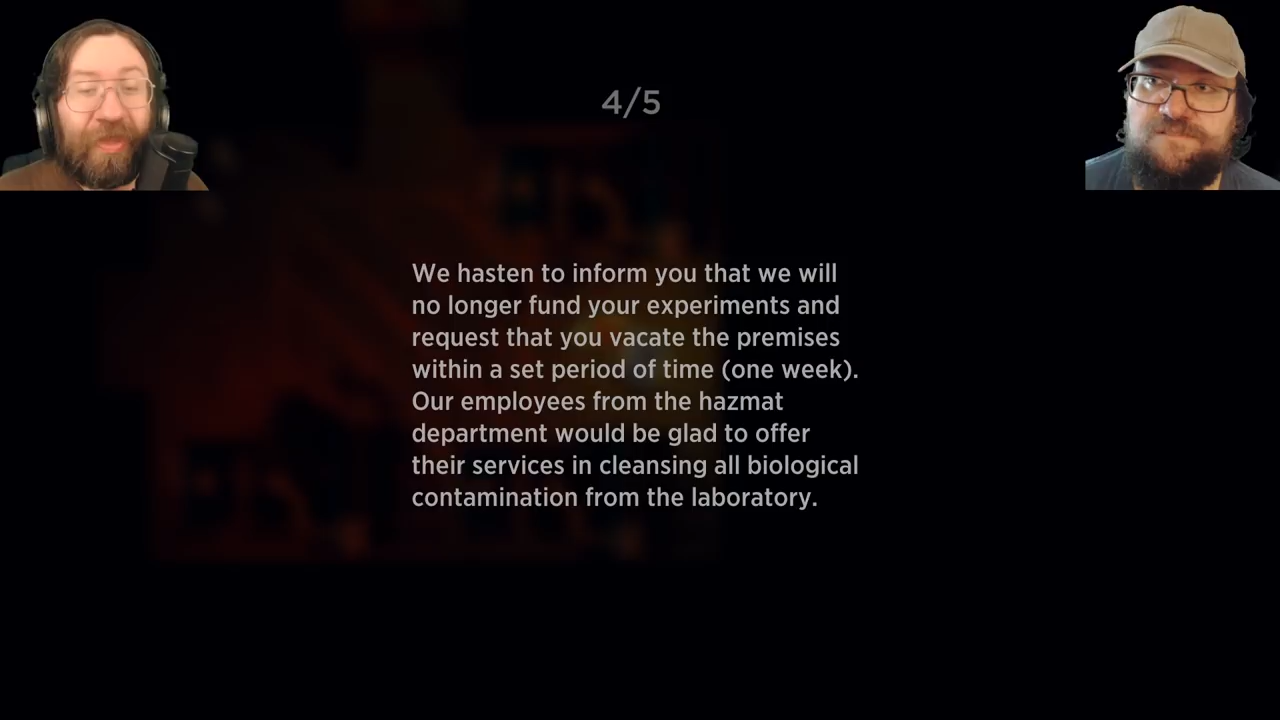 4/5
We hasten to inform you that we will
no longer fund your experiments and
request that you vacate the premises
within a set period of time (one week).
Our employees from the hazmat
department would be glad to offer
their services in cleansing all biological
contamination from the laboratory.